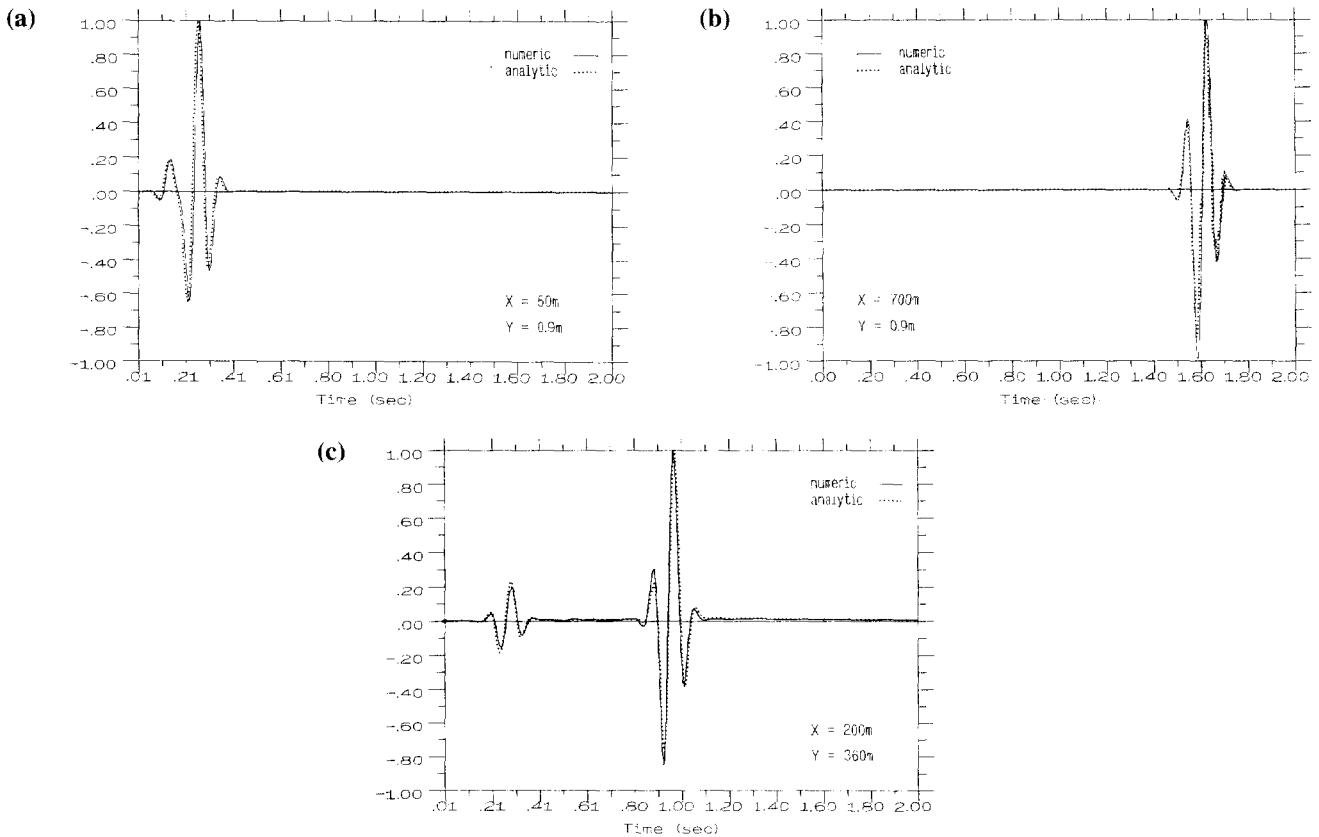 (a)
1.00
.80
.60
.40
.20
.00
-.20
-.40
-.60
-.80
-1.00
numeric
analytic
X = 50m
Y = 0.9m
.01 .21 .41 .61 .80 1.00 1.20 1.40 1.60 1.80 2.00
Time (sec)
(b)
1.00
.80
.60
.40
.20
.00
-.20
-.40
-.60
-.80
-1.00
numeric
analytic
X = 700m
Y = 0.9m
.00 .20 .40 .60 .80 1.00 1.20 1.40 1.60 1.80 2.00
Time (sec)
(c)
1.00
.80
.60
.40
.20
.00
-.20
-.40
-.60
-.80
-1.00
numeric
analytic
X = 200m
Y = 360m
.01 .21 .41 .61 .80 1.00 1.20 1.40 1.60 1.80 2.00
Time (sec)